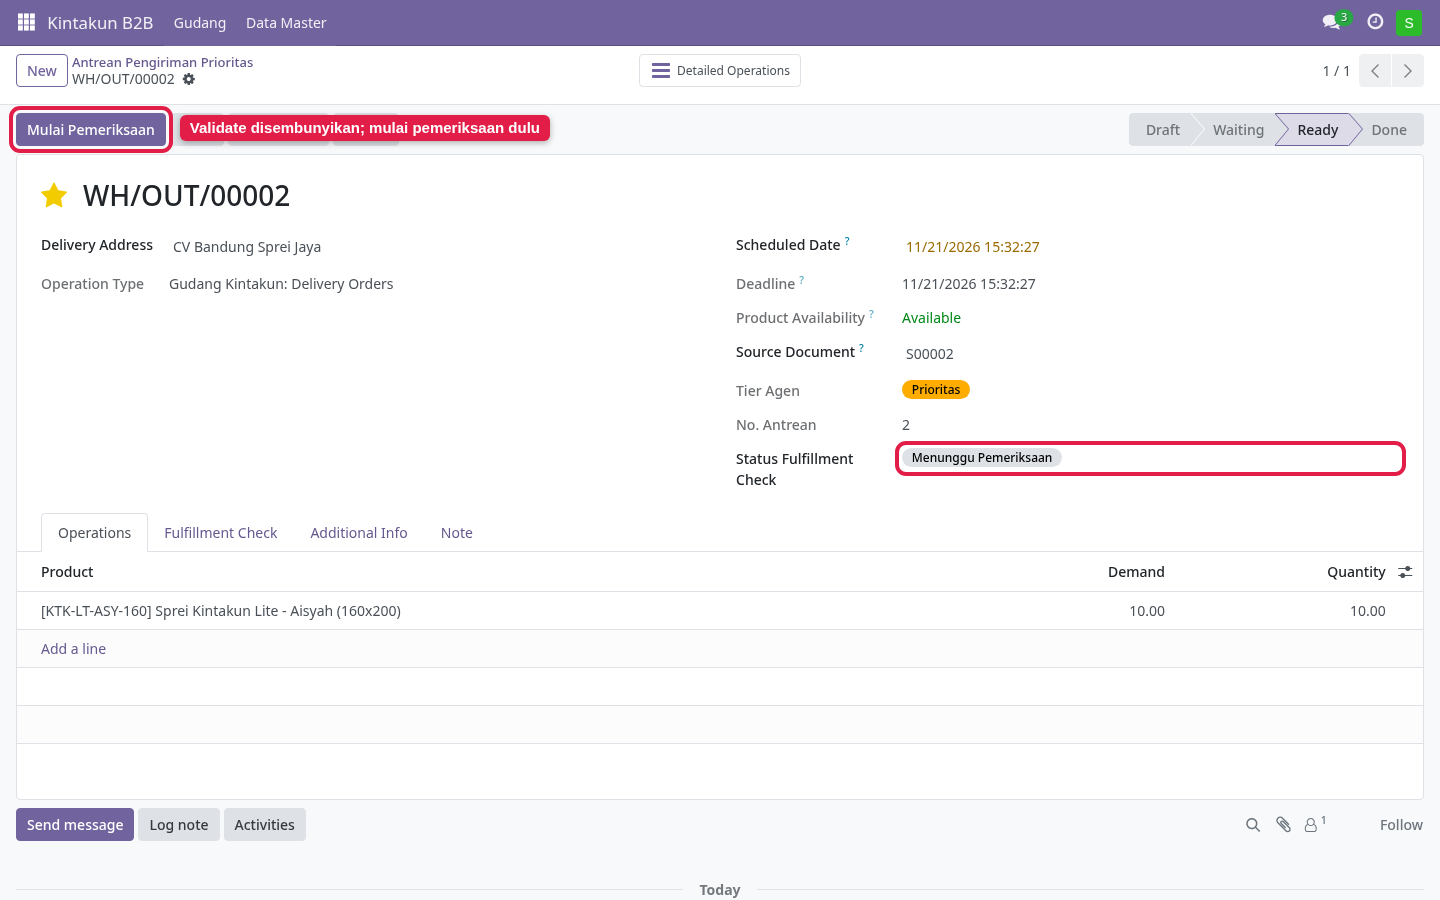 Kintakun B2B Gudang Data Master 3 S
New Antrean Pengiriman Prioritas
WH/OUT/00002
Detailed Operations
1 / 1
Mulai Pemeriksaan
Validate disembunyikan; mulai pemeriksaan dulu
Draft Waiting Ready Done
WH/OUT/00002
Delivery Address CV Bandung Sprei Jaya
Operation Type Gudang Kintakun: Delivery Orders
Scheduled Date ? 11/21/2026 15:32:27
Deadline ? 11/21/2026 15:32:27
Product Availability ? Available
Source Document ? S00002
Tier Agen Prioritas
No. Antrean 2
Status Fulfillment Check Menunggu Pemeriksaan
Operations Fulfillment Check Additional Info Note
Product Demand Quantity
[KTK-LT-ASY-160] Sprei Kintakun Lite - Aisyah (160x200) 10.00 10.00
Add a line
Send message Log note Activities 1 Follow
Today